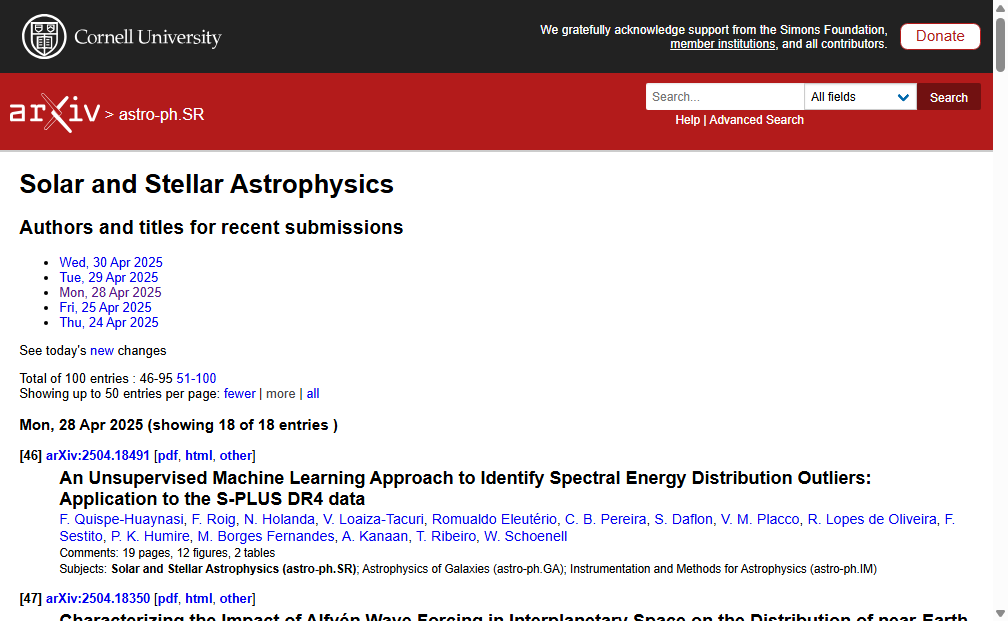 Cornell University
We gratefully acknowledge support from the Simons Foundation,
member institutions, and all contributors.
Donate
arXiv > astro-ph.SR
Search...
All fields
Search
Help | Advanced Search
Solar and Stellar Astrophysics
Authors and titles for recent submissions
Wed, 30 Apr 2025
Tue, 29 Apr 2025
Mon, 28 Apr 2025
Fri, 25 Apr 2025
Thu, 24 Apr 2025
See today's new changes
Total of 100 entries : 46-95 51-100
Showing up to 50 entries per page: fewer | more | all
Mon, 28 Apr 2025 (showing 18 of 18 entries )
[46] arXiv:2504.18491 [pdf, html, other]
An Unsupervised Machine Learning Approach to Identify Spectral Energy Distribution Outliers:
Application to the S-PLUS DR4 data
F. Quispe-Huaynasi, F. Roig, N. Holanda, V. Loaiza-Tacuri, Romualdo Eleutério, C. B. Pereira, S. Daflon, V. M. Placco, R. Lopes de Oliveira, F.
Sestito, P. K. Humire, M. Borges Fernandes, A. Kanaan, T. Ribeiro, W. Schoenell
Comments: 19 pages, 12 figures, 2 tables
Subjects: Solar and Stellar Astrophysics (astro-ph.SR); Astrophysics of Galaxies (astro-ph.GA); Instrumentation and Methods for Astrophysics (astro-ph.IM)
[47] arXiv:2504.18350 [pdf, html, other]
Characterizing the Impact of Alfvén Wave Forcing in Interplanetary Space on the Distribution of near-Earth